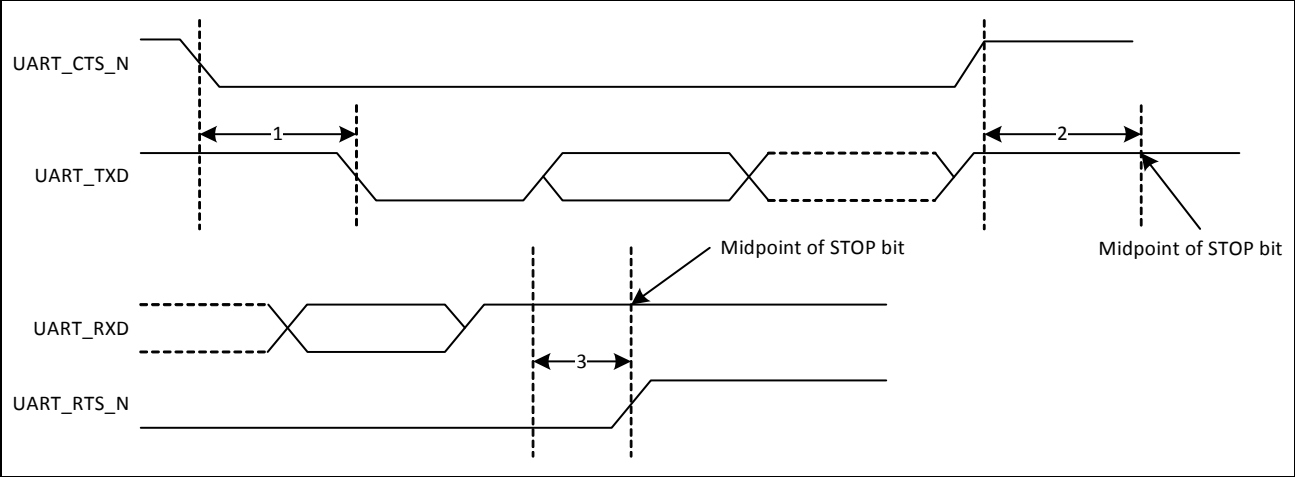 UART_CTS_N
1
2
UART_TXD
Midpoint of STOP bit
Midpoint of STOP bit
UART_RXD
3
UART_RTS_N